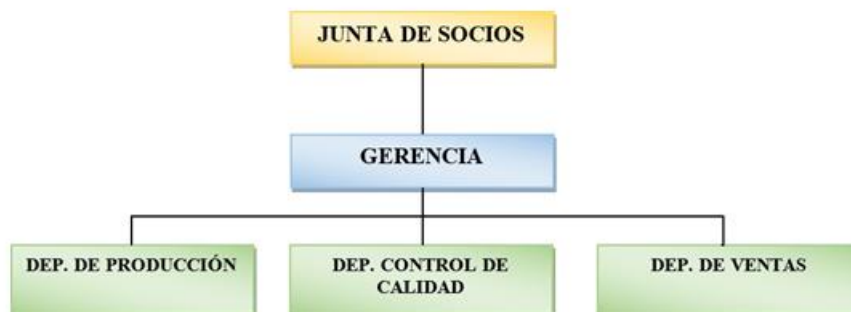 JUNTA DE SOCIOS
GERENCIA
DEP. DE PRODUCCIÓN
DEP. CONTROL DE
CALIDAD
DEP. DE VENTAS